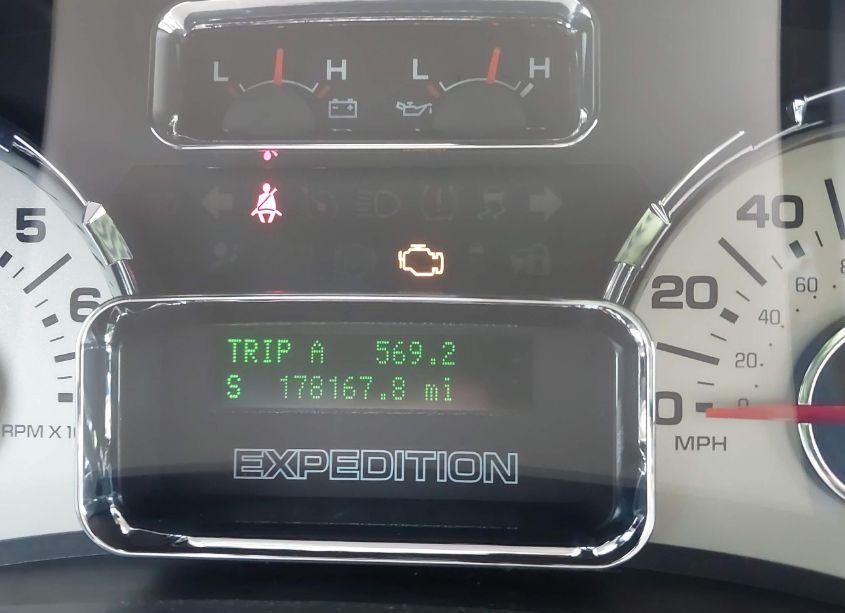 L H L H
5
6
RPM X 10
TRIP A 569.2
S 178167.8 mi
EXPEDITION
40
60
20
40
20
0
0
MPH